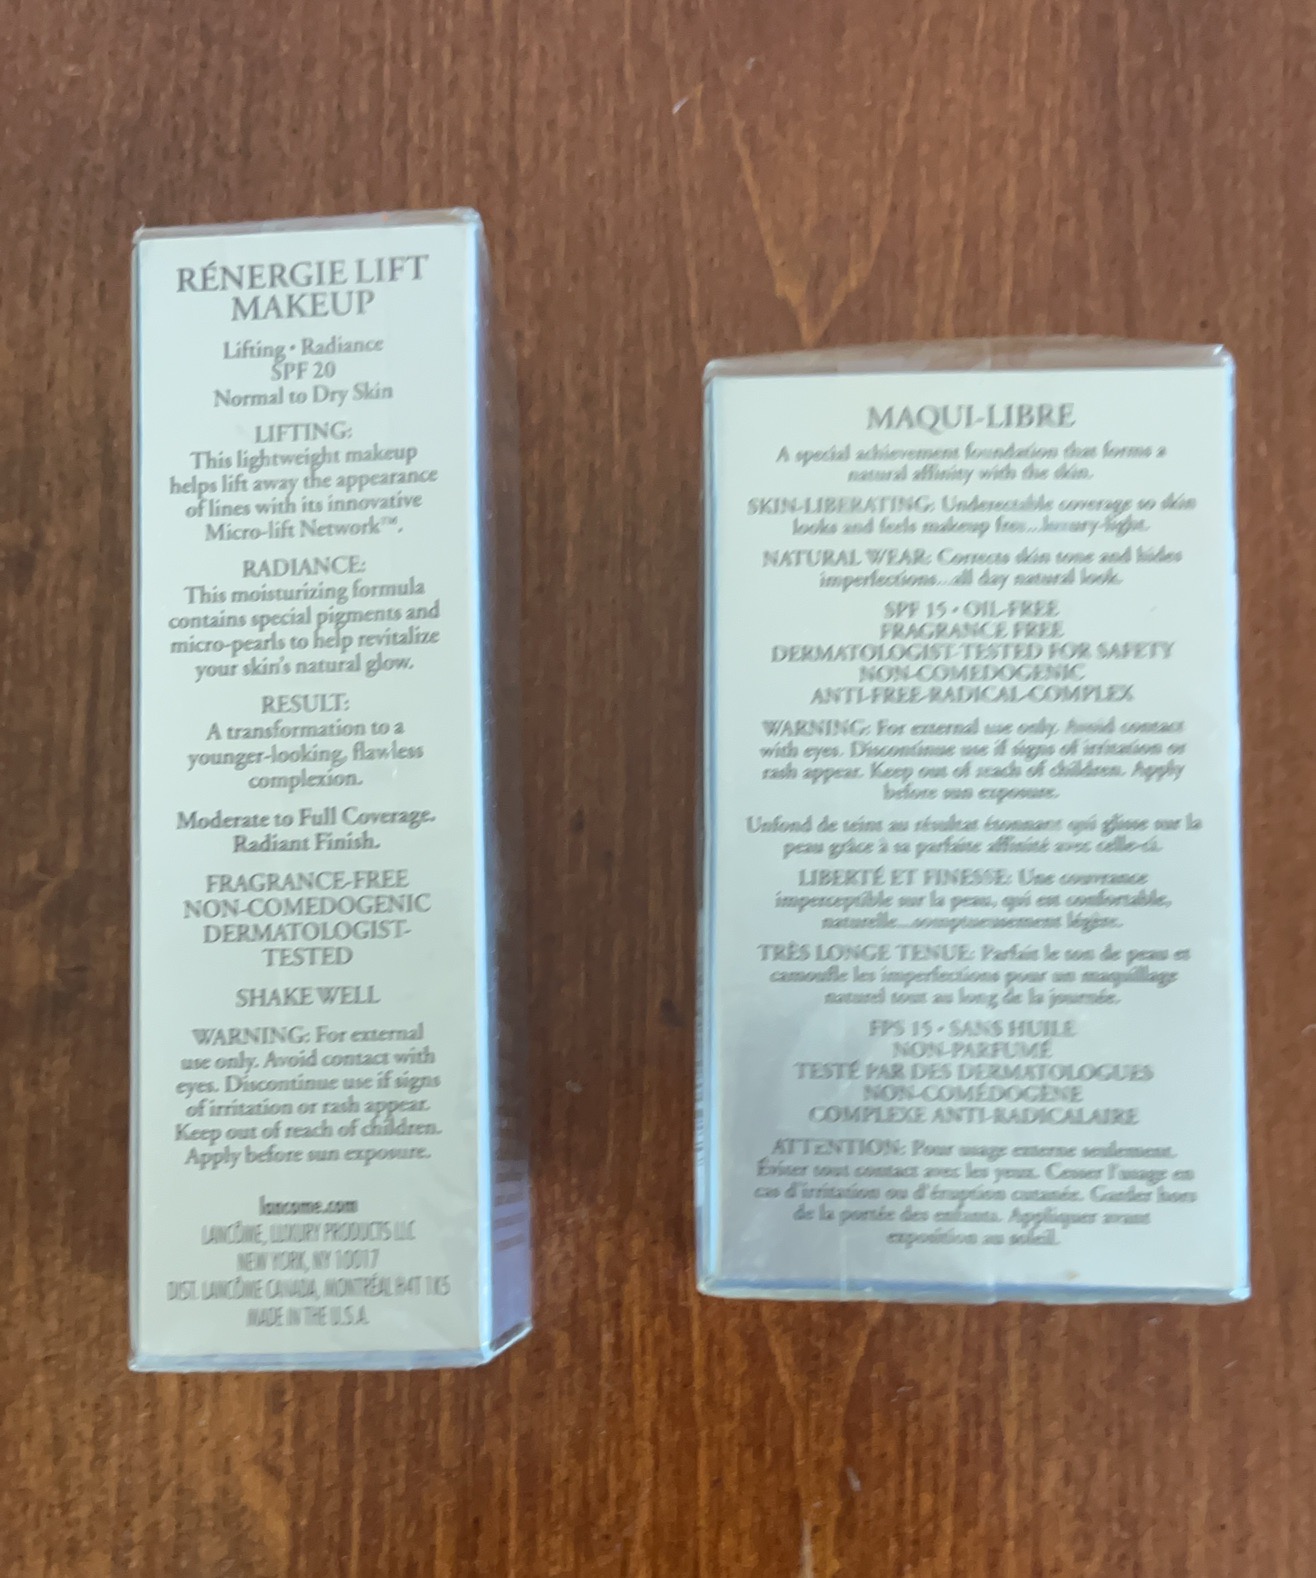 RÉNERGIE LIFT
MAKEUP
Lifting • Radiance
SPF 20
Normal to Dry Skin
LIFTING:
This lightweight makeup
helps lift away the appearance
of lines with its innovative
Micro-lift Network™.
RADIANCE:
This moisturizing formula
contains special pigments and
micro-pearls to help revitalize
your skin's natural glow.
RESULT:
A transformation to a
younger-looking, flawless
complexion.
Moderate to Full Coverage.
Radiant Finish.
FRAGRANCE-FREE
NON-COMEDOGENIC
DERMATOLOGIST-
TESTED
SHAKE WELL
WARNING: For external
use only. Avoid contact with
eyes. Discontinue use if signs
of irritation or rash appear.
Keep out of reach of children.
Apply before sun exposure.
lancome.com
LANCÔME, LUXURY PRODUCTS LLC
NEW YORK, NY 10017
DIST. LANCÔME CANADA, MONTRÉAL H4T 1K5
MADE IN THE U.S.A.
MAQUI-LIBRE
A special achievement foundation that forms a
natural affinity with the skin.
SKIN-LIBERATING: Undetectable coverage so skin
looks and feels makeup free...luxury-light.
NATURAL WEAR: Corrects skin tone and hides
imperfections...all day natural look.
SPF 15 • OIL-FREE
FRAGRANCE FREE
DERMATOLOGIST-TESTED FOR SAFETY
NON-COMEDOGENIC
ANTI-FREE-RADICAL-COMPLEX
WARNING: For external use only. Avoid contact
with eyes. Discontinue use if signs of irritation or
rash appear. Keep out of reach of children. Apply
before sun exposure.
Unfond de teint au résultat étonnant qui glisse sur la
peau grâce à sa parfaite affinité avec celle-ci.
LIBERTÉ ET FINESSE: Une couvrance
imperceptible sur la peau, qui est confortable,
naturelle...somptueusement légère.
TRÈS LONGE TENUE: Parfait le ton de peau et
camoufle les imperfections pour un maquillage
naturel tout au long de la journée.
FPS 15 • SANS HUILE
NON-PARFUMÉ
TESTÉ PAR DES DERMATOLOGUES
NON-COMÉDOGÈNE
COMPLEXE ANTI-RADICALAIRE
ATTENTION: Pour usage externe seulement.
Éviter tout contact avec les yeux. Cesser l'usage en
cas d'irritation ou d'éruption cutanée. Garder hors
de la portée des enfants. Appliquer avant
exposition au soleil.